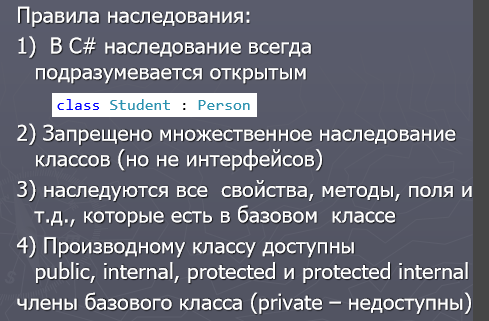 Правила наследования:
1) В C# наследование всегда
подразумевается открытым
class Student : Person
2) Запрещено множественное наследование
классов (но не интерфейсов)
3) наследуются все свойства, методы, поля и
т.д., которые есть в базовом классе
4) Производному классу доступны
public, internal, protected и protected internal
члены базового класса (private – недоступны)